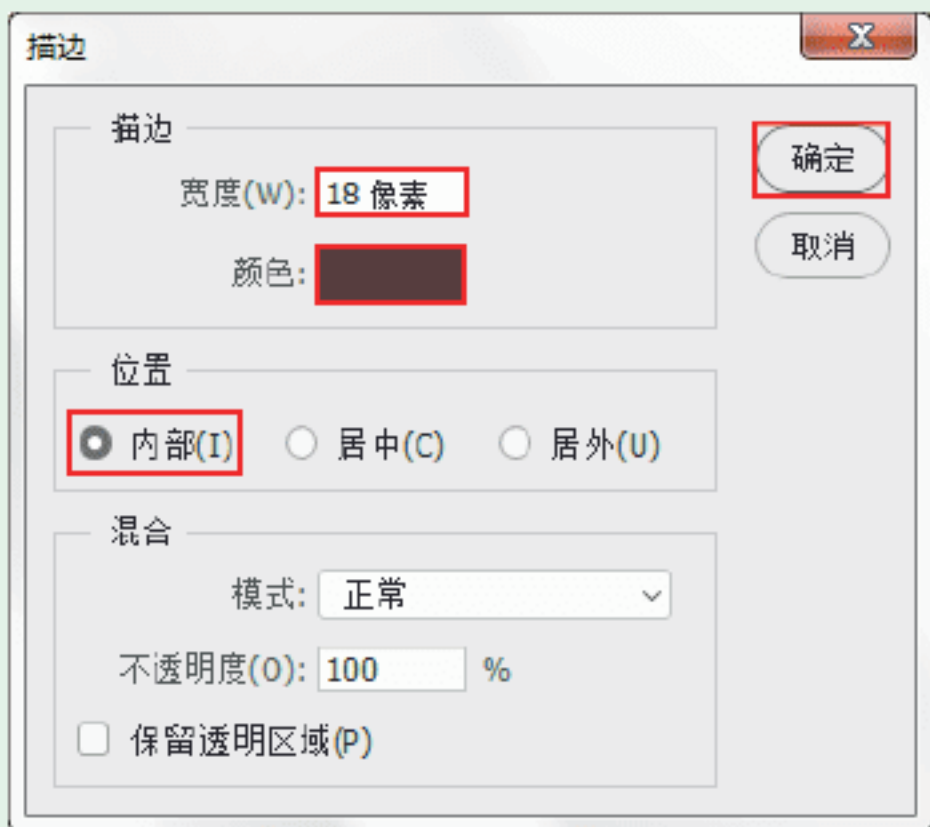 描边
描边
宽度(W): 18 像素
确定
颜色:
取消
位置
内部(I) 居中(C) 居外(U)
混合
模式: 正常
不透明度(O): 100 %
保留透明区域(P)